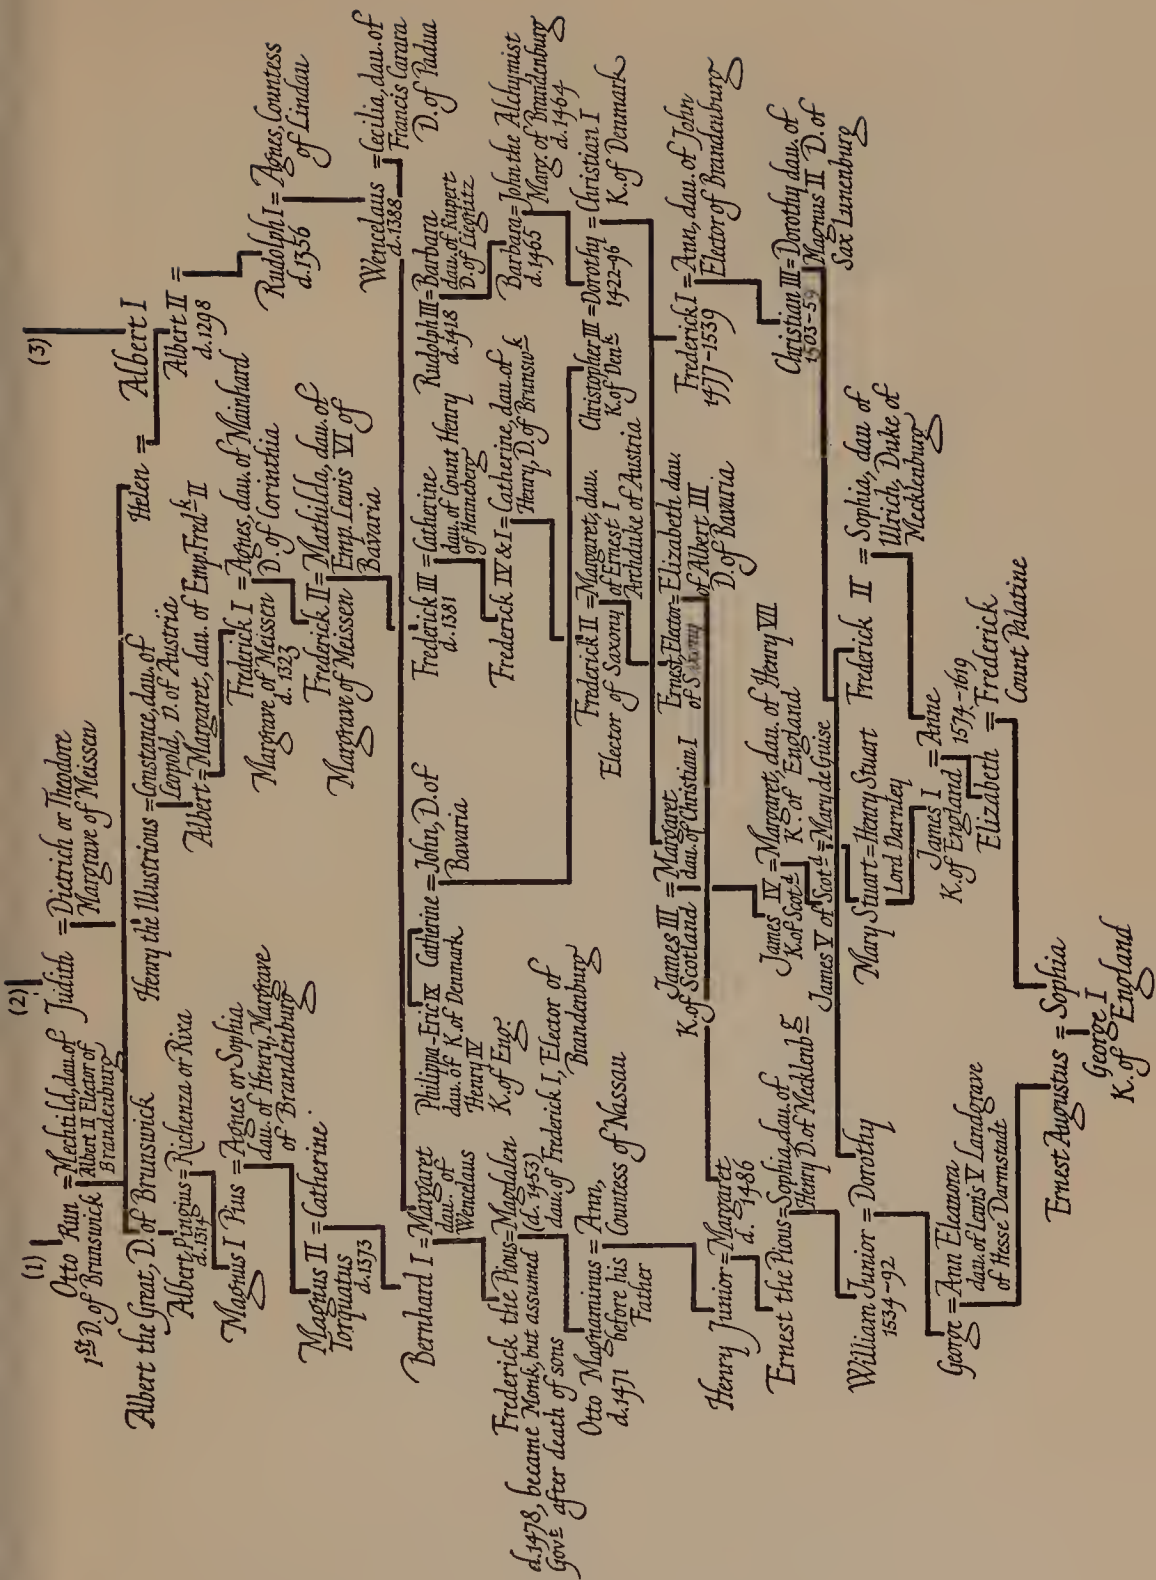 (1)
Otto Run = Mechtild, dau. of
1st D. of Brunswick
Albert II Elector of
Brandenburg
(2)
Judith = Dietrich or Theodore
Margrave of Meissen
(3)
Albert the Great, D. of Brunswick
Henry the Illustrious = Constance, dau. of
Leopold, D. of Austria
Helen = Albert I
Albert pingius = Richenza or Rixa
d. 1314
Albert = Margaret, dau. of Emp. Fredk II
Albert II =
d. 1298
Magnus I Pius = Agnes or Sophia
dau. of Henry, Margrave
of Brandenburg
Frederick I = Agnes, dau. of Mainhard
Margrave of Meissen D. of Corinthia
d. 1323
Rudolph I = Agnes, Countess
d. 1356 of Lindau
Magnus II = Catherine
Torquatus
d. 1373
Frederick II = Mathilda, dau. of
Margrave of Meissen Emp. Lewis VI of
Bavaria
Wencelaus = Cecilia, dau. of
d. 1388 Francis Carara
D. of Padua
Bernhard I = Margaret
dau. of
Wencelaus
Philippa = Eric IX Catherine = John, D. of
dau. of K. of Denmark Bavaria
Henry IV
K. of Eng.
Frederick III = Catherine
d. 1381 dau. of Count Henry
of Henneberg
Rudolph III = Barbara
d. 1418 dau. of Rupert
D. of Liegnitz
Frederick the Pious = Magdalen
d. 1478, became Monk, but assumed (d. 1453)
Govt after death of sons dau. of Frederick I, Elector of
Brandenburg
Frederick IV & I = Catherine, dau. of
Henry, D. of Brunswk
Barbara = John the Alchymist
d. 1465 Marg. of Brandenburg
d. 1464
Otto Magnaminus = Ann,
d. 1471 before his Countess of Nassau
Father
Frederick II = Margaret, dau.
Elector of Saxony of Ernest I
Archduke of Austria
Christopher III = Dorothy = Christian I
K. of Denk 1422-96 K. of Denmark
James III = Margaret
K. of Scotland dau. of Christian I
Ernest, Elector = Elizabeth dau.
of Saxony of Albert III
D. of Bavaria
Frederick I = Ann, dau. of John
1477-1539 Elector of Brandenburg
Henry Junior = Margaret
d. 1486
Ernest the Pious = Sophia, dau. of
Henry D. of Mecklenbg
James IV = Margaret, dau. of Henry VII
K. of Scotd K. of England
James V of Scotd = Mary de Guise
Christian III = Dorothy dau. of
1503-59 Magnus II D. of
Sax Lunenburg
William Junior = Dorothy
1534-92
Mary Stuart = Henry Stuart
Lord Darnley
Frederick II = Sophia, dau of
Ulrich, Duke of
Mecklenburg
James I = Anne
K. of England 1574-1619
George = Ann Eleanora
dau. of Lewis V Landgrave
of Hesse Darmstadt
Elizabeth = Frederick
Count Palatine
Ernest Augustus = Sophia
George I
K. of England